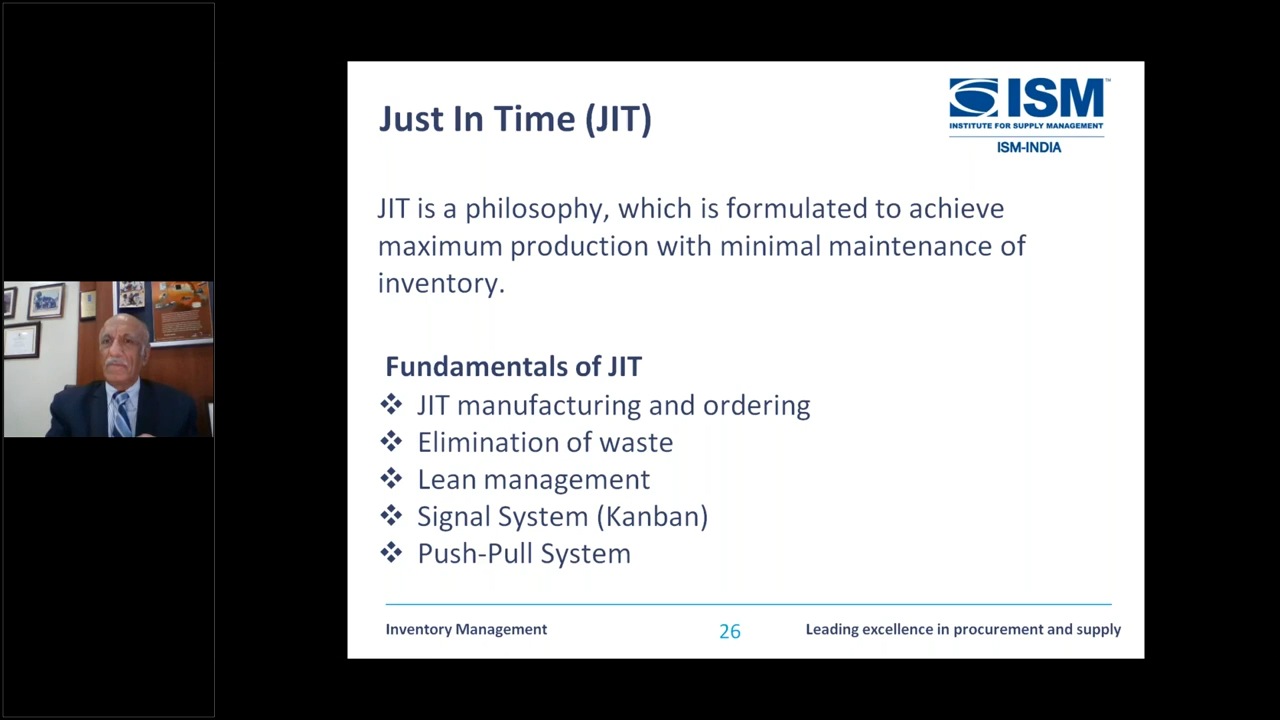 Just In Time (JIT)
ISM™
INSTITUTE FOR SUPPLY MANAGEMENT
ISM-INDIA
JIT is a philosophy, which is formulated to achieve
maximum production with minimal maintenance of
inventory.
Fundamentals of JIT
❖ JIT manufacturing and ordering
❖ Elimination of waste
❖ Lean management
❖ Signal System (Kanban)
❖ Push-Pull System
Inventory Management
26
Leading excellence in procurement and supply